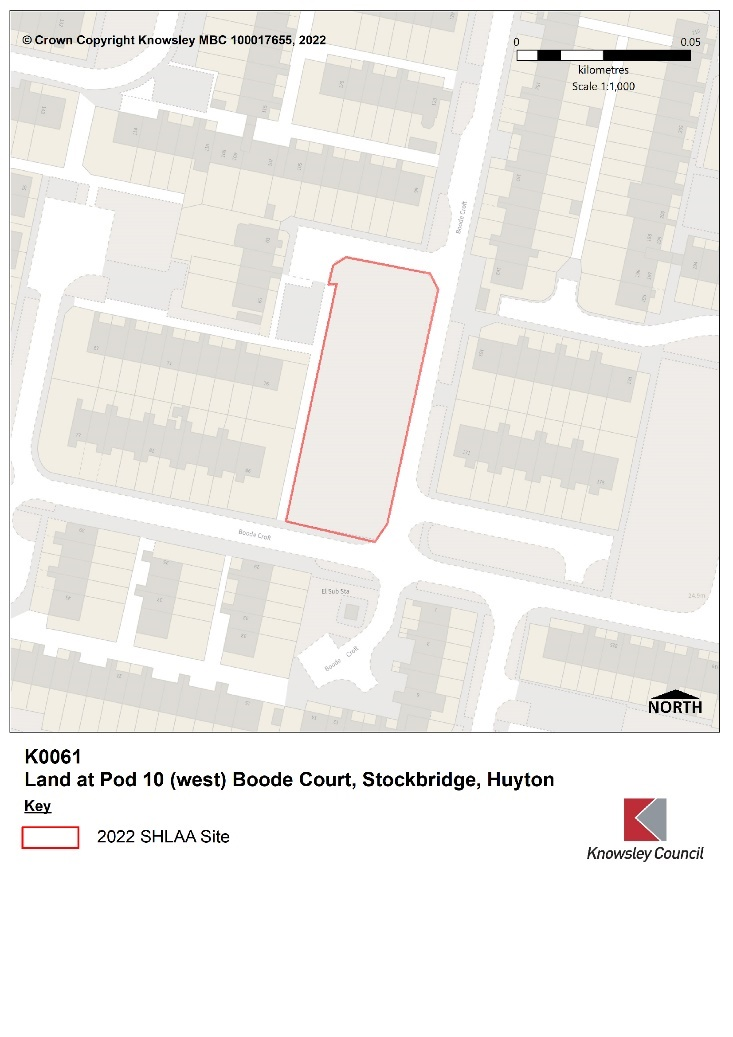 © Crown Copyright Knowsley MBC 100017655, 2022
0 0.05
kilometres
Scale 1:1,000
Boode Croft
Boode Croft
El Sub Sta
Boode Croft
NORTH
K0061
Land at Pod 10 (west) Boode Court, Stockbridge, Huyton
Key
2022 SHLAA Site
Knowsley Council